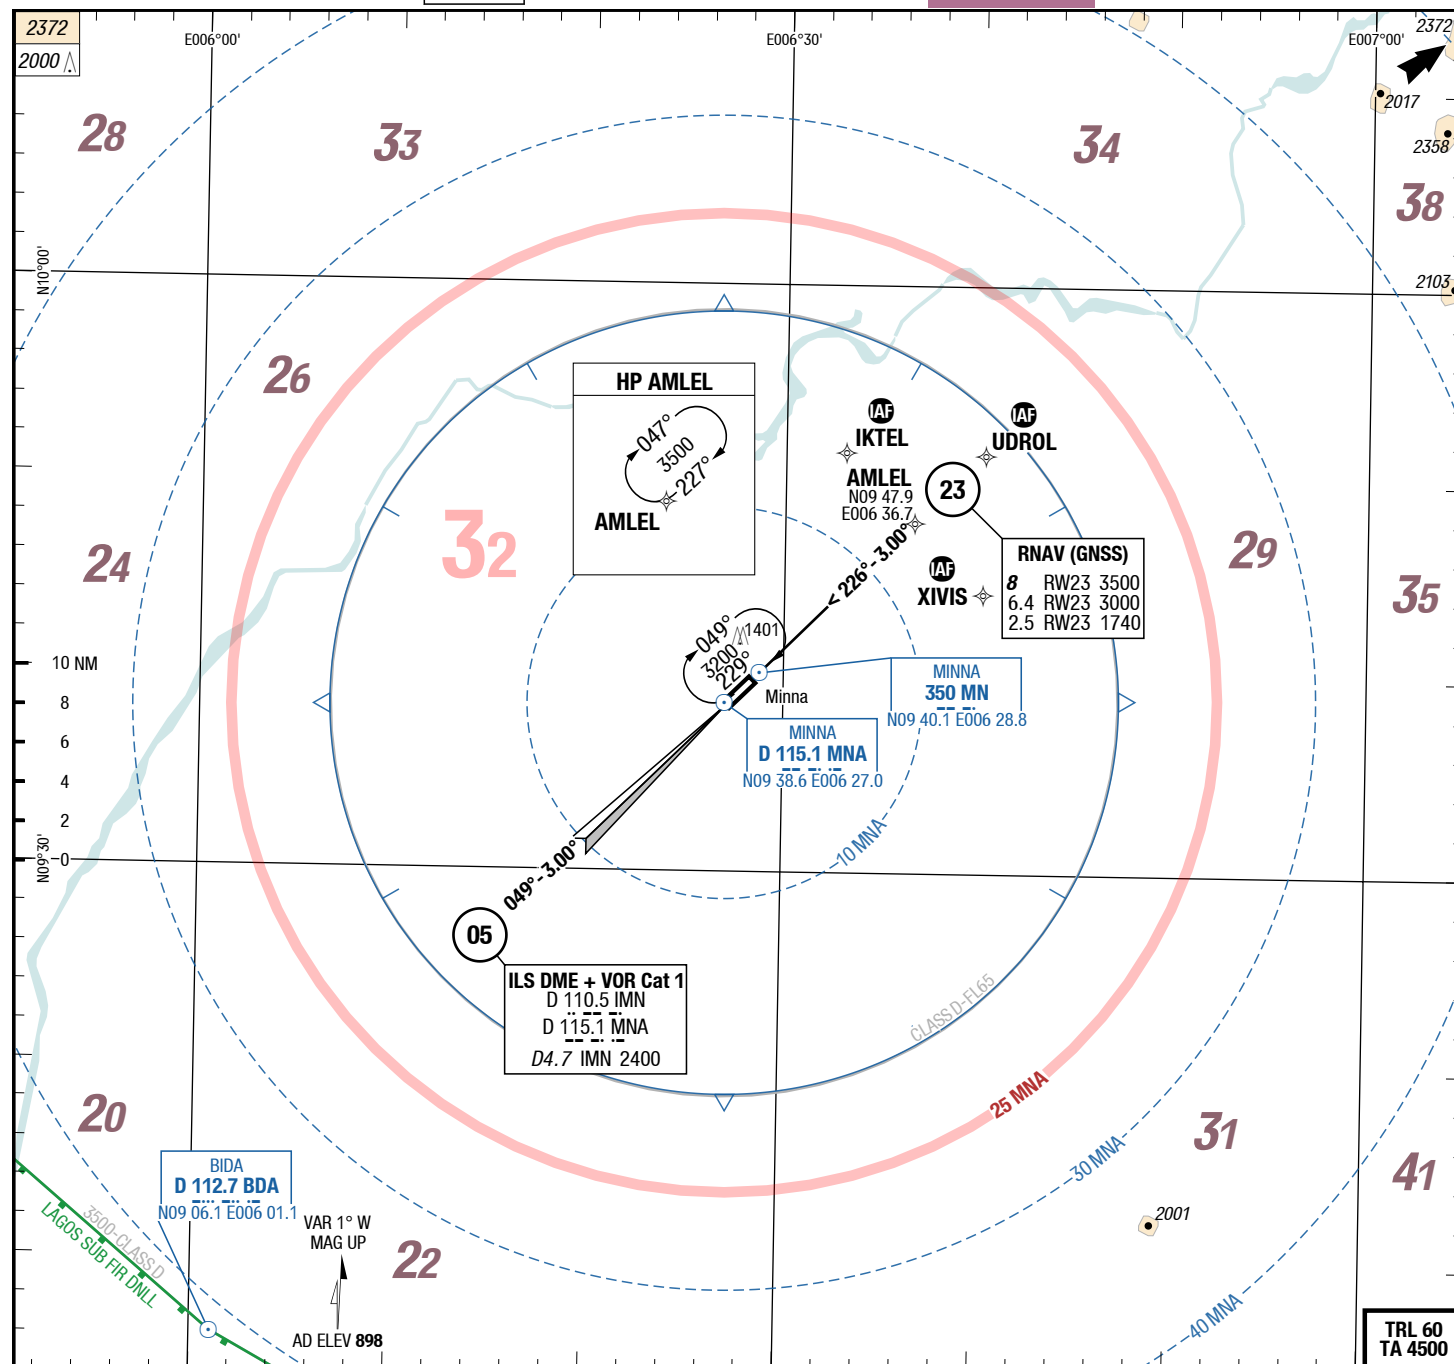 2372
2000
E006°00'
E006°30'
E007°00'
2372
2017
2358
28
33
34
38
N10°00'
2103
26
HP AMLEL
047°
3500
227°
AMLEL
IAF
IKTEL
IAF
UDROL
AMLEL
N09 47.9
E006 36.7
23
32
24
< 226° - 3.00°
RNAV (GNSS)
8 RW23 3500
6.4 RW23 3000
2.5 RW23 1740
29
35
IAF
XIVIS
049°
3200
1401
229°
Minna
MINNA
350 MN
N09 40.1 E006 28.8
MINNA
D 115.1 MNA
N09 38.6 E006 27.0
10 NM
8
6
4
2
0
N09°30'
10 MNA
049° - 3.00°
05
ILS DME + VOR Cat 1
D 110.5 IMN
D 115.1 MNA
D4.7 IMN 2400
CLASS D-FL65
25 MNA
20
31
30 MNA
41
BIDA
D 112.7 BDA
N09 06.1 E006 01.1
3500-CLASS D
LAGOS SUB FIR DNLL
VAR 1° W
MAG UP
22
AD ELEV 898
2001
40 MNA
TRL 60
TA 4500